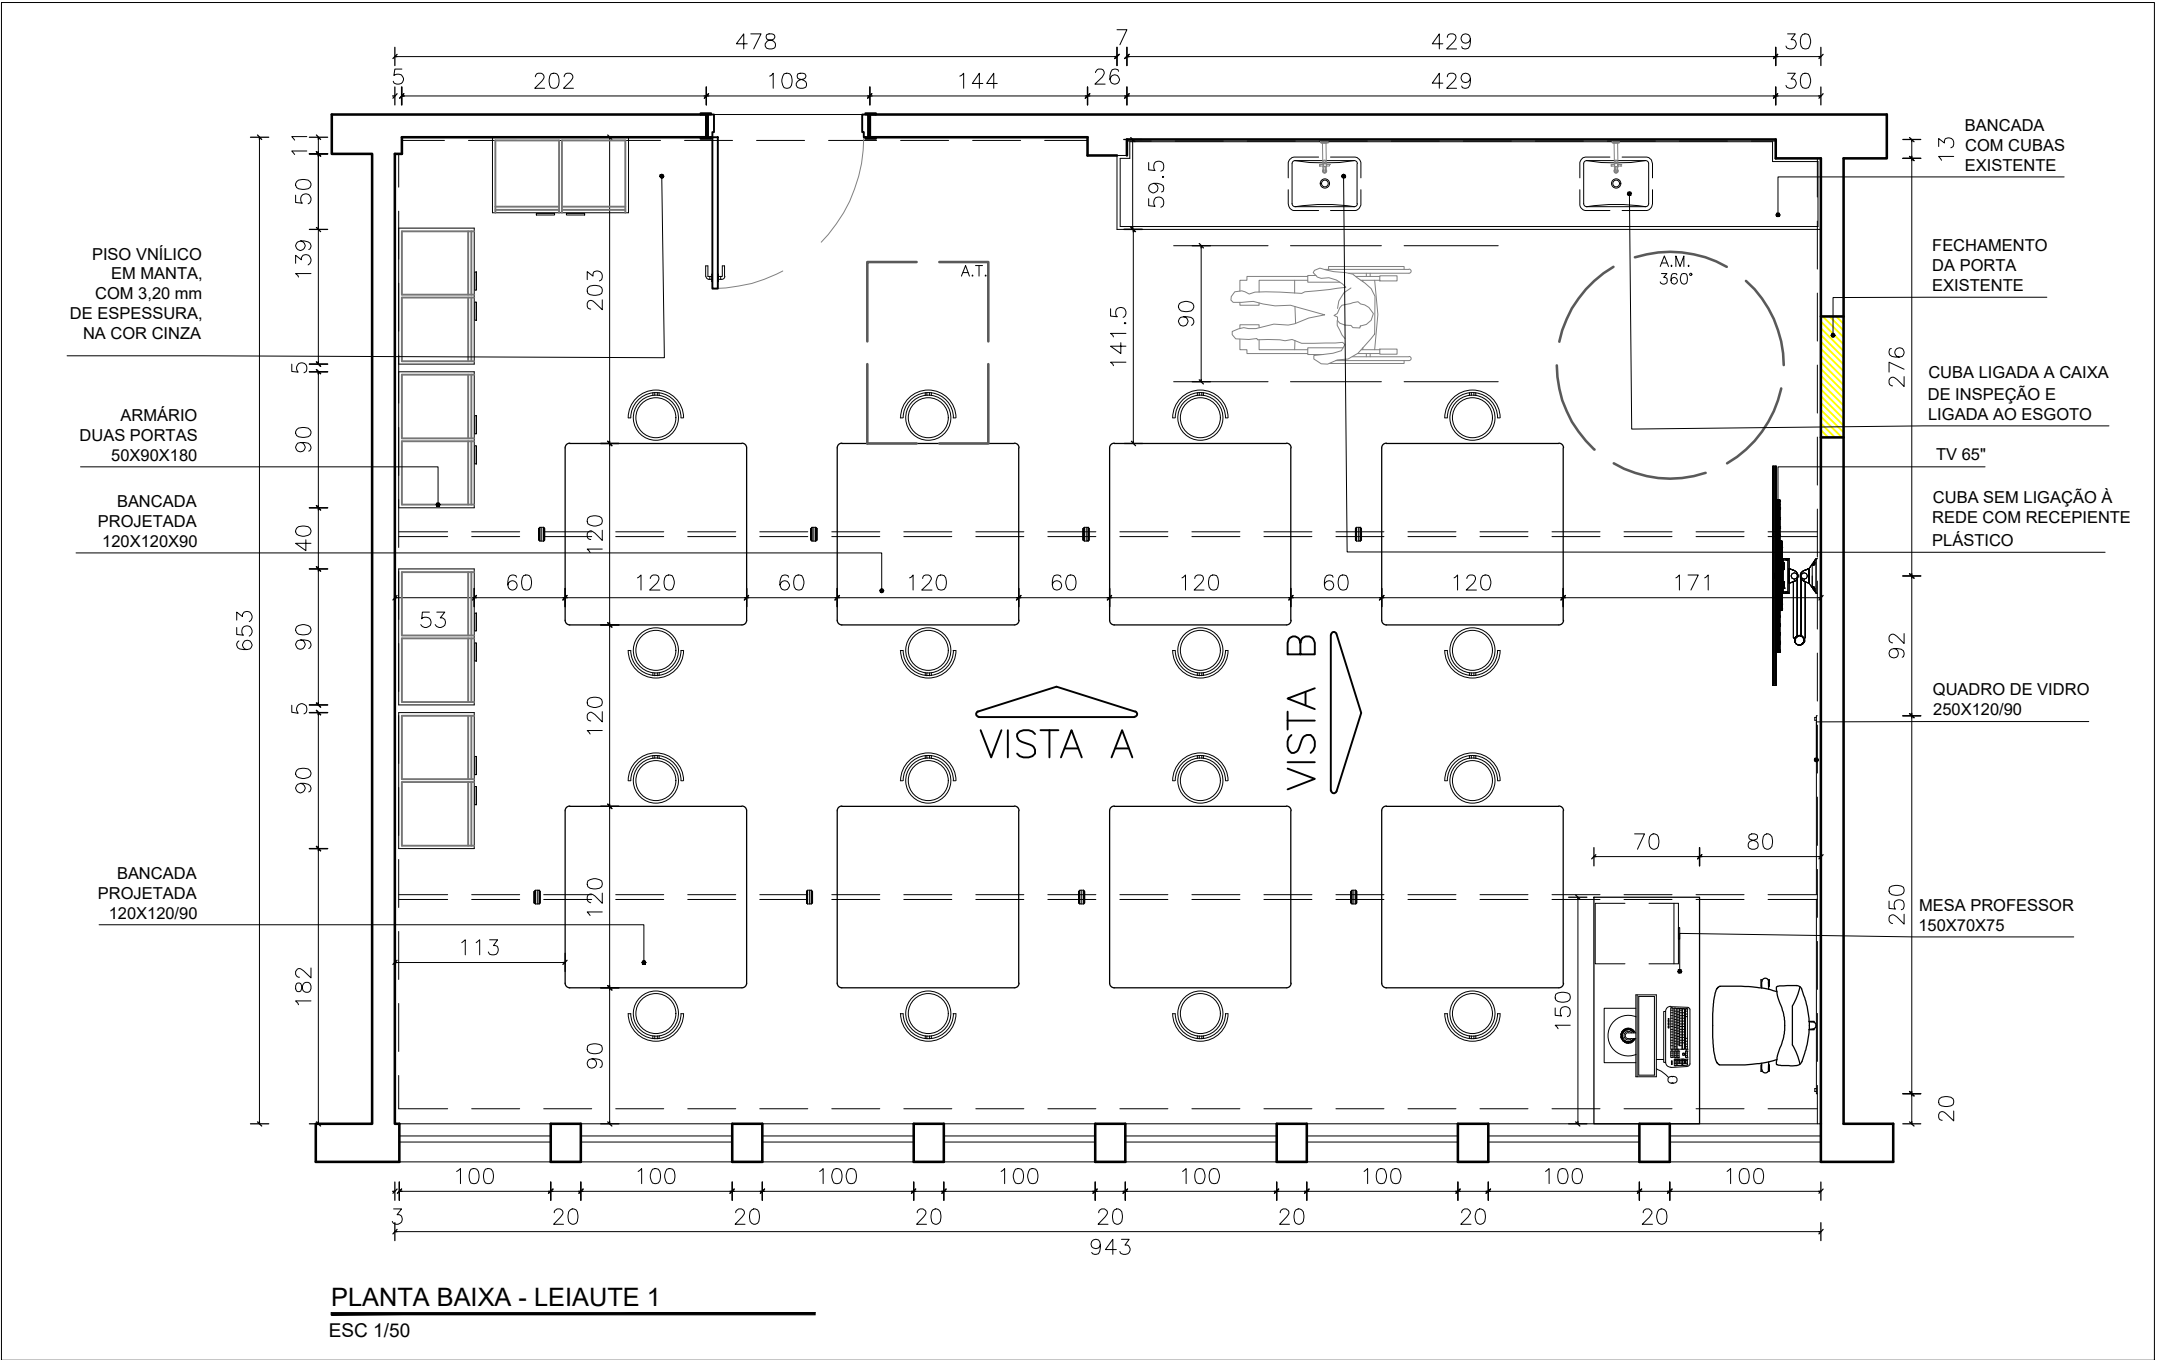 478
7
429
30
5
202
108
144
26
429
30
11
50
139
5
90
40
90
5
90
182
653
PISO VNÍLICO
EM MANTA,
COM 3,20 mm
DE ESPESSURA,
NA COR CINZA
ARMÁRIO
DUAS PORTAS
50X90X180
BANCADA
PROJETADA
120X120X90
BANCADA
PROJETADA
120X120/90
203
A.T.
59.5
141.5
90
A.M.
360°
120
53
60
120
60
120
60
120
60
120
171
120
VISTA A
VISTA B
120
113
90
70
80
150
13
276
92
250
20
BANCADA
COM CUBAS
EXISTENTE
FECHAMENTO
DA PORTA
EXISTENTE
CUBA LIGADA A CAIXA
DE INSPEÇÃO E
LIGADA AO ESGOTO
TV 65"
CUBA SEM LIGAÇÃO À
REDE COM RECEPIENTE
PLÁSTICO
QUADRO DE VIDRO
250X120/90
MESA PROFESSOR
150X70X75
100
100
100
100
100
100
100
100
3
20
20
20
20
20
20
20
943
PLANTA BAIXA - LEIAUTE 1
ESC 1/50